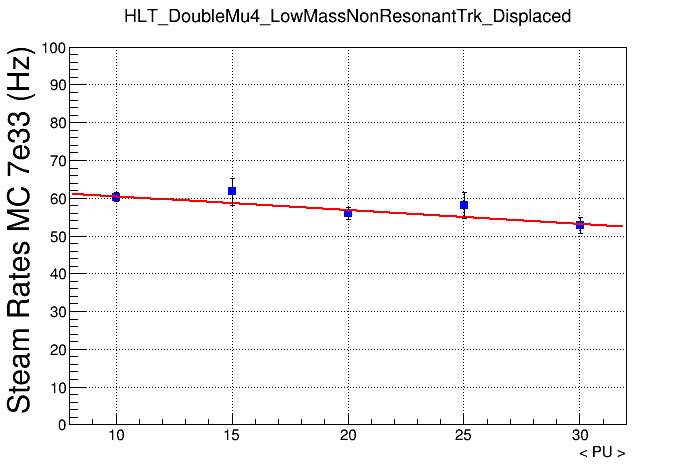 HLT_DoubleMu4_LowMassNonResonantTrk_Displaced
Steam Rates MC 7e33 (Hz)
100
90
80
70
60
50
40
30
20
10
0
10 15 20 25 30
< PU >